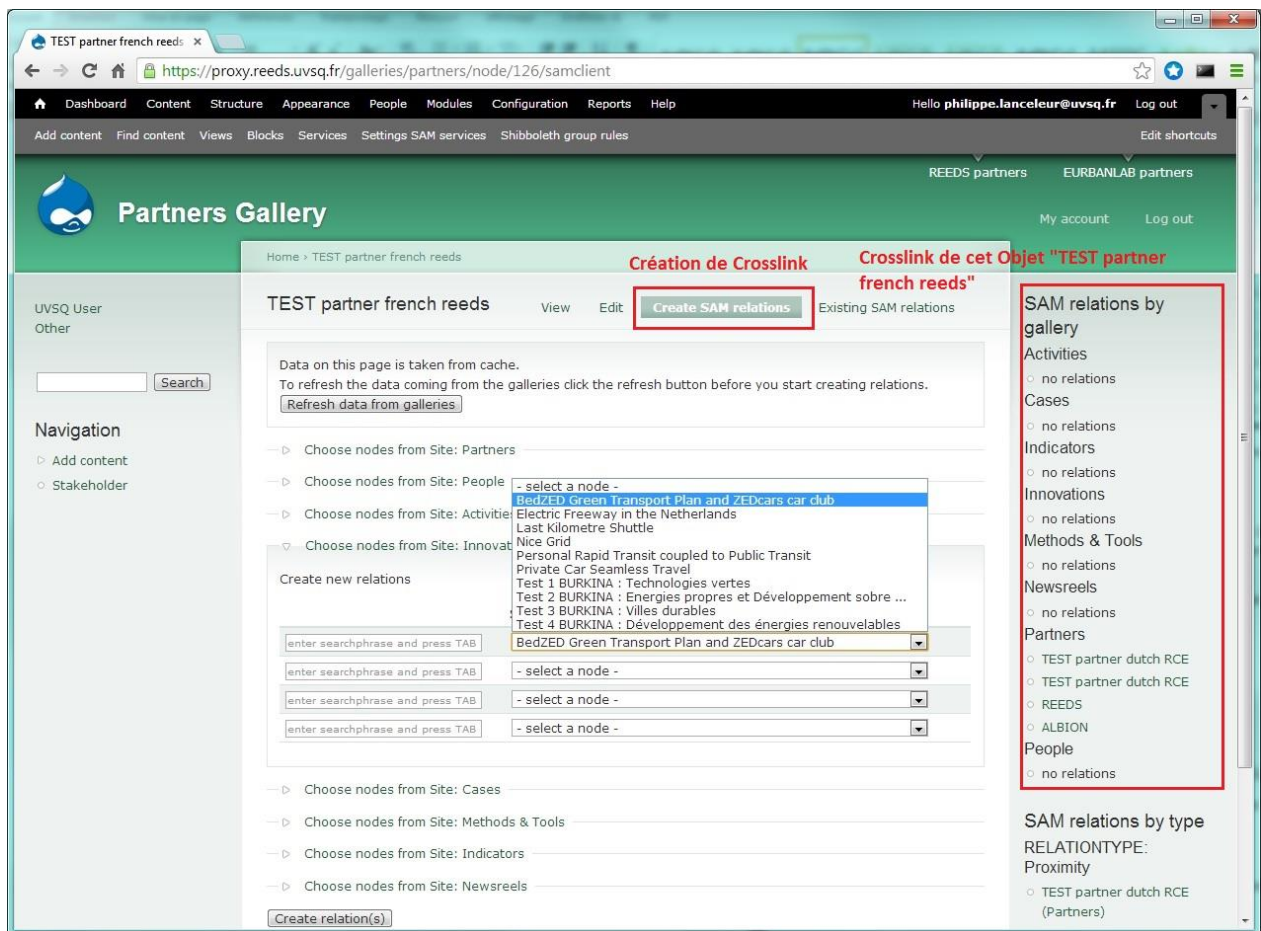 TEST partner french reeds
https://proxy.reeds.uvsq.fr/galleries/partners/node/126/samclient
Dashboard Content Structure Appearance People Modules Configuration Reports Help Hello philippe.lanceleur@uvsq.fr Log out
Add content Find content Views Blocks Services Settings SAM services Shibboleth group rules Edit shortcuts
REEDS partners EURBANLAB partners
Partners Gallery
My account Log out
Home › TEST partner french reeds
Création de Crosslink
Crosslink de cet Objet "TEST partner
french reeds"
UVSQ User
Other
Search
Navigation
Add content
Stakeholder
TEST partner french reeds View Edit Create SAM relations Existing SAM relations
Data on this page is taken from cache.
To refresh the data coming from the galleries click the refresh button before you start creating relations.
Refresh data from galleries
Choose nodes from Site: Partners
Choose nodes from Site: People
Choose nodes from Site: Activitie
Choose nodes from Site: Innovat
- select a node -
BedZED Green Transport Plan and ZEDcars car club
Electric Freeway in the Netherlands
Last Kilometre Shuttle
Nice Grid
Personal Rapid Transit coupled to Public Transit
Private Car Seamless Travel
Test 1 BURKINA : Technologies vertes
Test 2 BURKINA : Energies propres et Développement sobre ...
Test 3 BURKINA : Villes durables
Test 4 BURKINA : Développement des énergies renouvelables
Create new relations
enter searchphrase and press TAB BedZED Green Transport Plan and ZEDcars car club
enter searchphrase and press TAB - select a node -
enter searchphrase and press TAB - select a node -
enter searchphrase and press TAB - select a node -
Choose nodes from Site: Cases
Choose nodes from Site: Methods & Tools
Choose nodes from Site: Indicators
Choose nodes from Site: Newsreels
Create relation(s)
SAM relations by
gallery
Activities
no relations
Cases
no relations
Indicators
no relations
Innovations
no relations
Methods & Tools
no relations
Newsreels
no relations
Partners
TEST partner dutch RCE
TEST partner dutch RCE
REEDS
ALBION
People
no relations
SAM relations by type
RELATIONTYPE:
Proximity
TEST partner dutch RCE
(Partners)